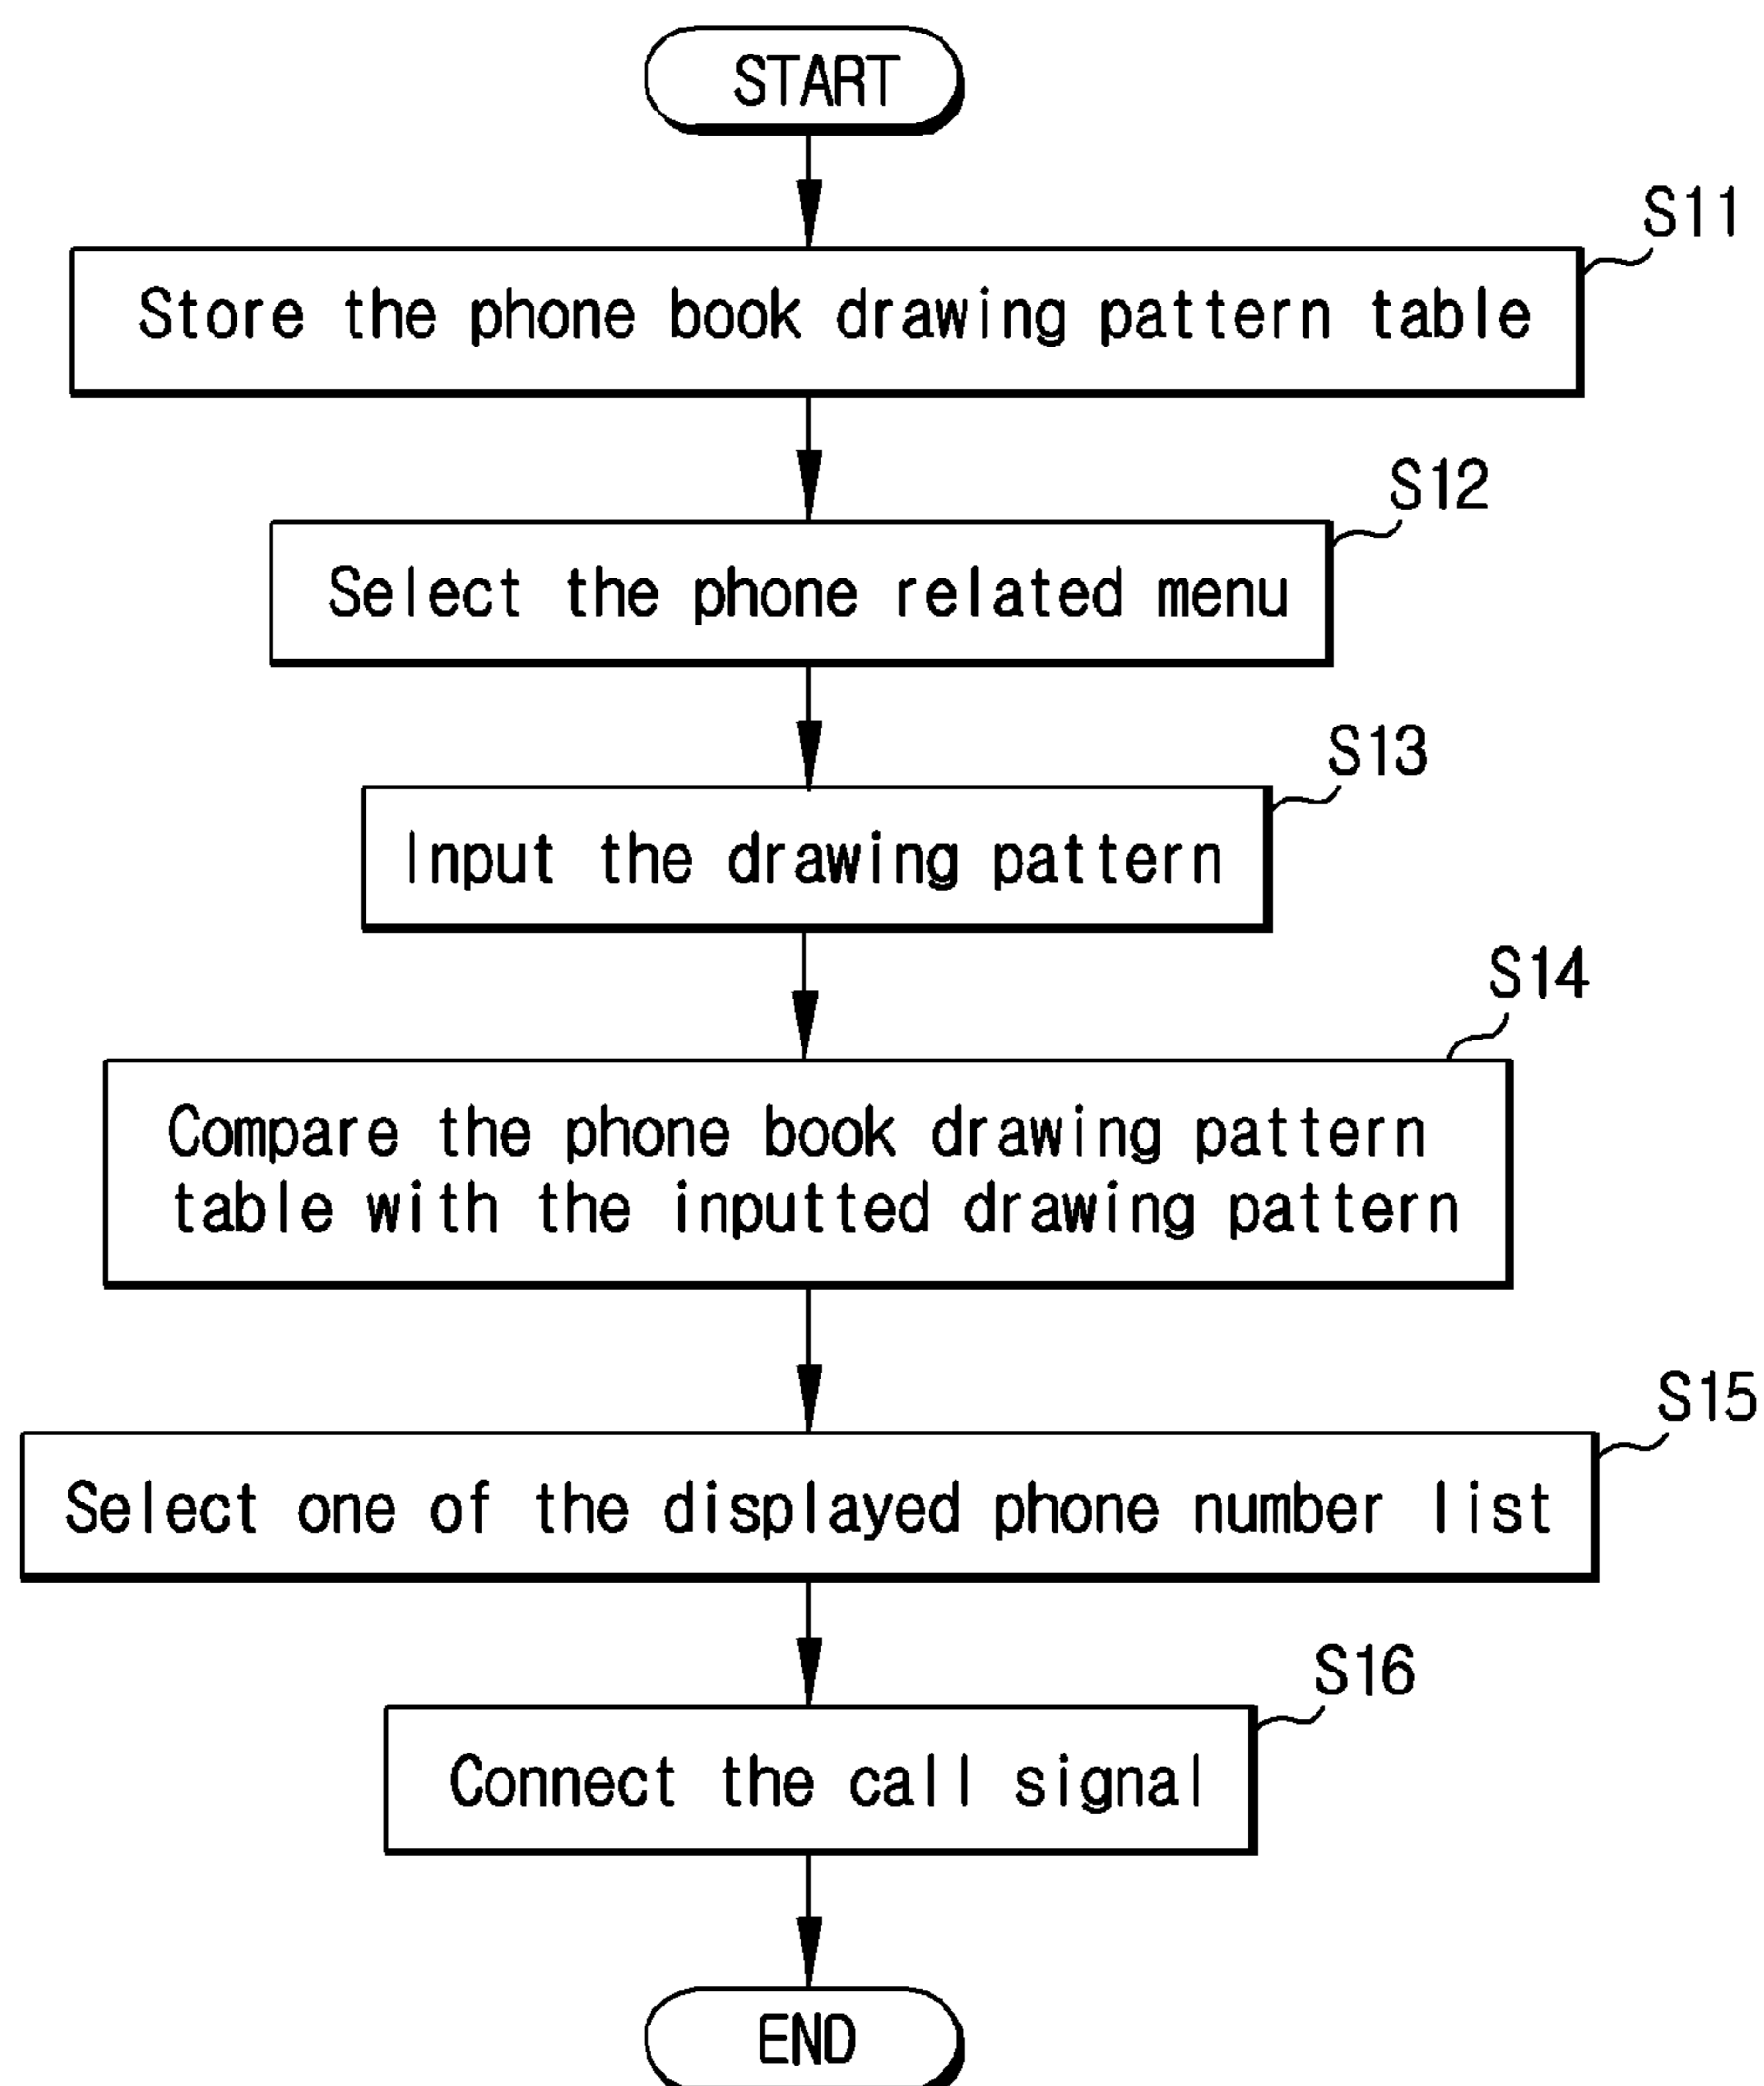 START
S11
Store the phone book drawing pattern table
S12
Select the phone related menu
S13
Input the drawing pattern
S14
Compare the phone book drawing pattern
table with the inputted drawing pattern
S15
Select one of the displayed phone number list
S16
Connect the call signal
END